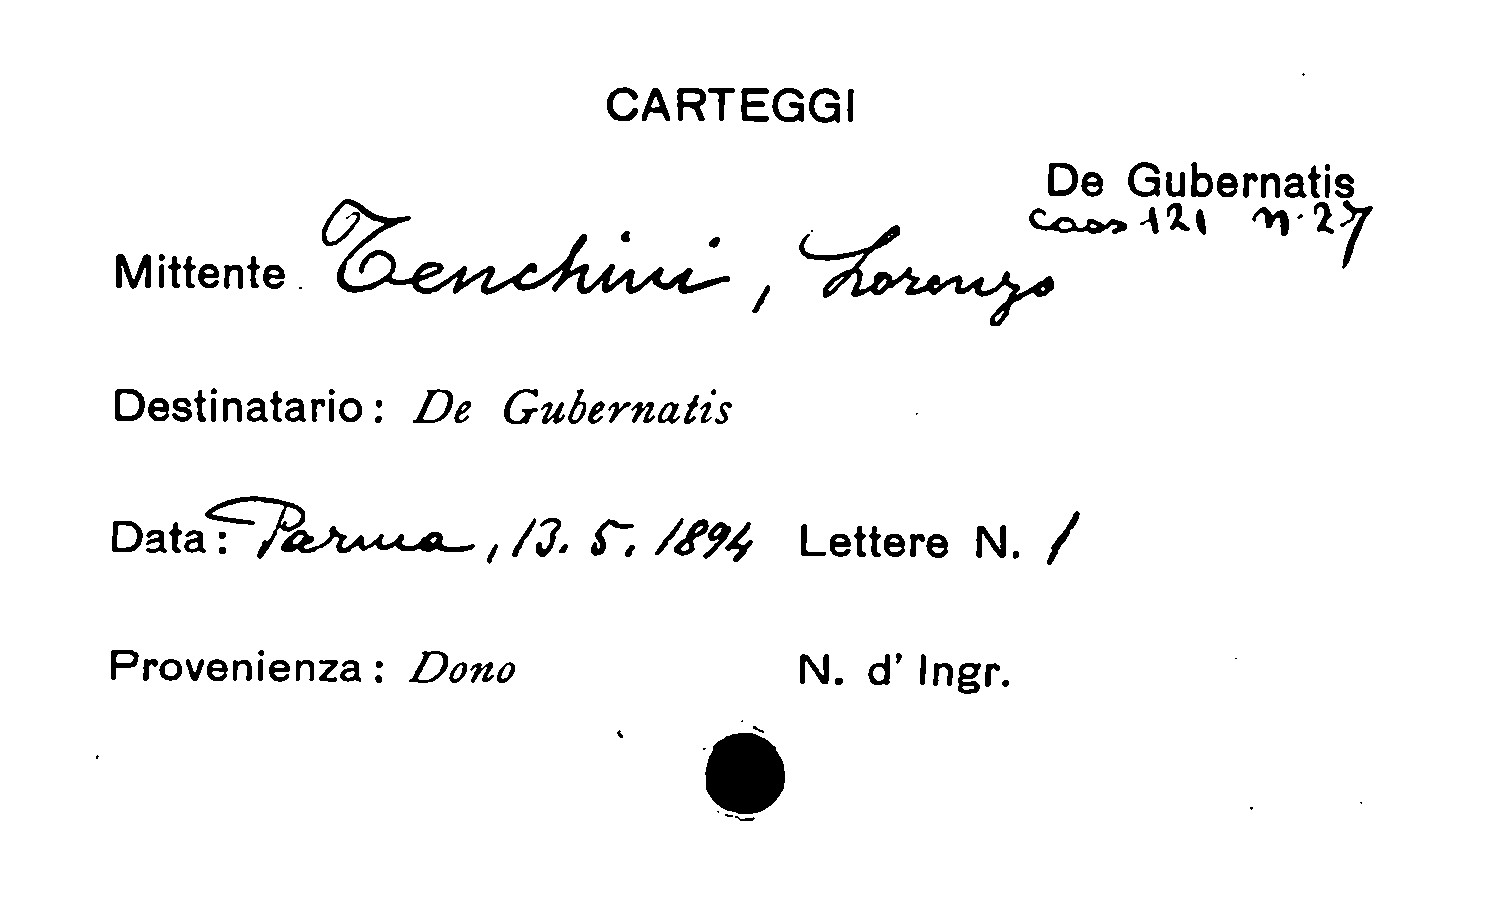 CARTEGGI
De Gubernatis
cass 121 n. 27
Mittente Tenchini, Lorenzo
Destinatario: De Gubernatis
Data: Parma, 13. 5. 1894 Lettere N. 1
Provenienza: Dono N. d' Ingr.